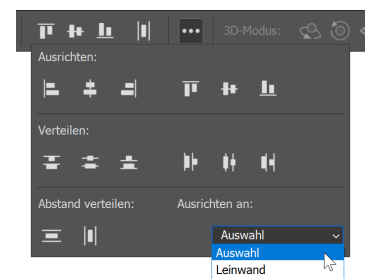 3D-Modus:
Ausrichten:
Verteilen:
Abstand verteilen: Ausrichten an:
Auswahl
Auswahl
Leinwand